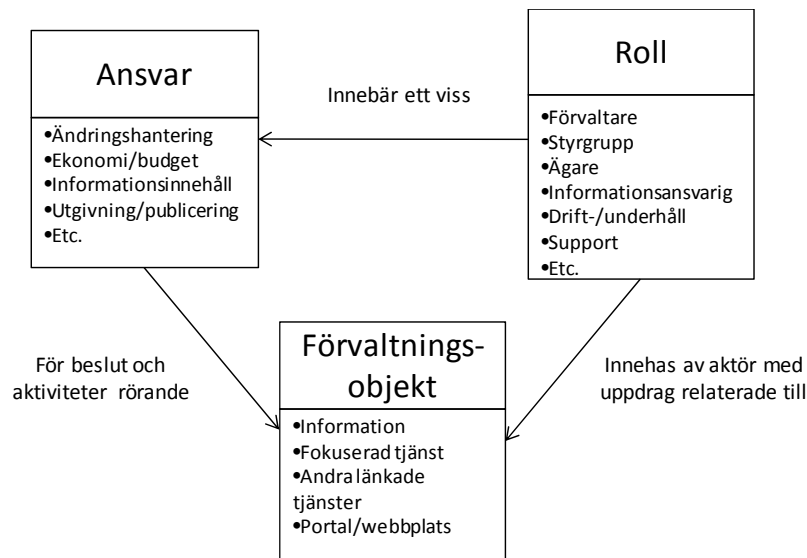 Ansvar
•Ändringshantering
•Ekonomi/budget
•Informationsinnehåll
•Utgivning/publicering
•Etc.
Innebär ett viss
Roll
•Förvaltare
•Styrgrupp
•Ägare
•Informationsansvarig
•Drift-/underhåll
•Support
•Etc.
För beslut och
aktiviteter rörande
Förvaltnings-
objekt
•Information
•Fokuserad tjänst
•Andra länkade
tjänster
•Portal/webbplats
Innehas av aktör med
uppdrag relaterade till